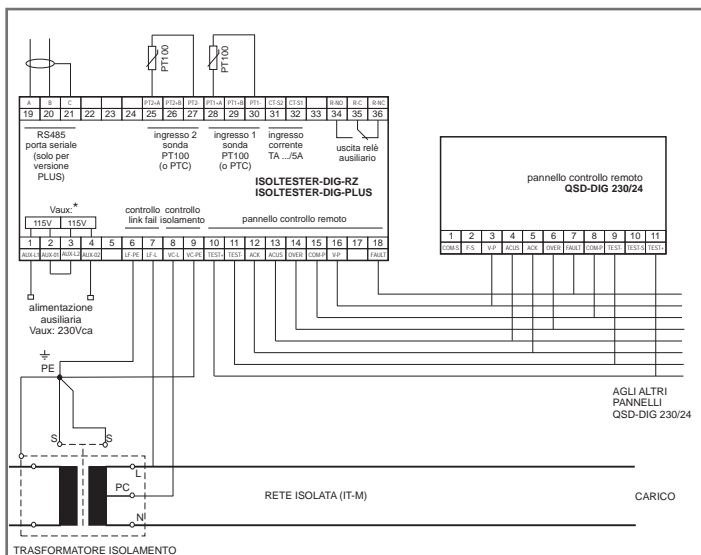 PT100
PT100
A B C PT2+A PT2+B PT2- PT1+A PT1+B PT1- CT-S2 CT-S1 R-NO R-C R-NC
19 20 21 22 23 24 25 26 27 28 29 30 31 32 33 34 35 36
RS485
porta seriale
(solo per
versione
PLUS)
ingresso 2
sonda
PT100
(o PTC)
ingresso 1
sonda
PT100
(o PTC)
ingresso
corrente
TA .../5A
uscita relè
ausiliario
ISOLTESTER-DIG-RZ
ISOLTESTER-DIG-PLUS
Vaux:*
115V 115V
controllo
link fail
controllo
isolamento
pannello controllo remoto
1 2 3 4 5 6 7 8 9 10 11 12 13 14 15 16 17 18
AUX-L1 AUX-01 AUX-L2 AUX-02 LF-PE LF-L VC-L VC-PE TEST+ TEST- ACK ACUS OVER COM-P V-P FAULT
pannello controllo remoto
QSD-DIG 230/24
1 2 3 4 5 6 7 8 9 10 11
COM-S F-S V-P ACUS ACK OVER FAULT COM-P TEST- TEST-S TEST+
alimentazione
ausiliaria
Vaux: 230Vca
PE
AGLI ALTRI
PANNELLI
QSD-DIG 230/24
S S
L
PC
N
RETE ISOLATA (IT-M)
CARICO
TRASFORMATORE ISOLAMENTO